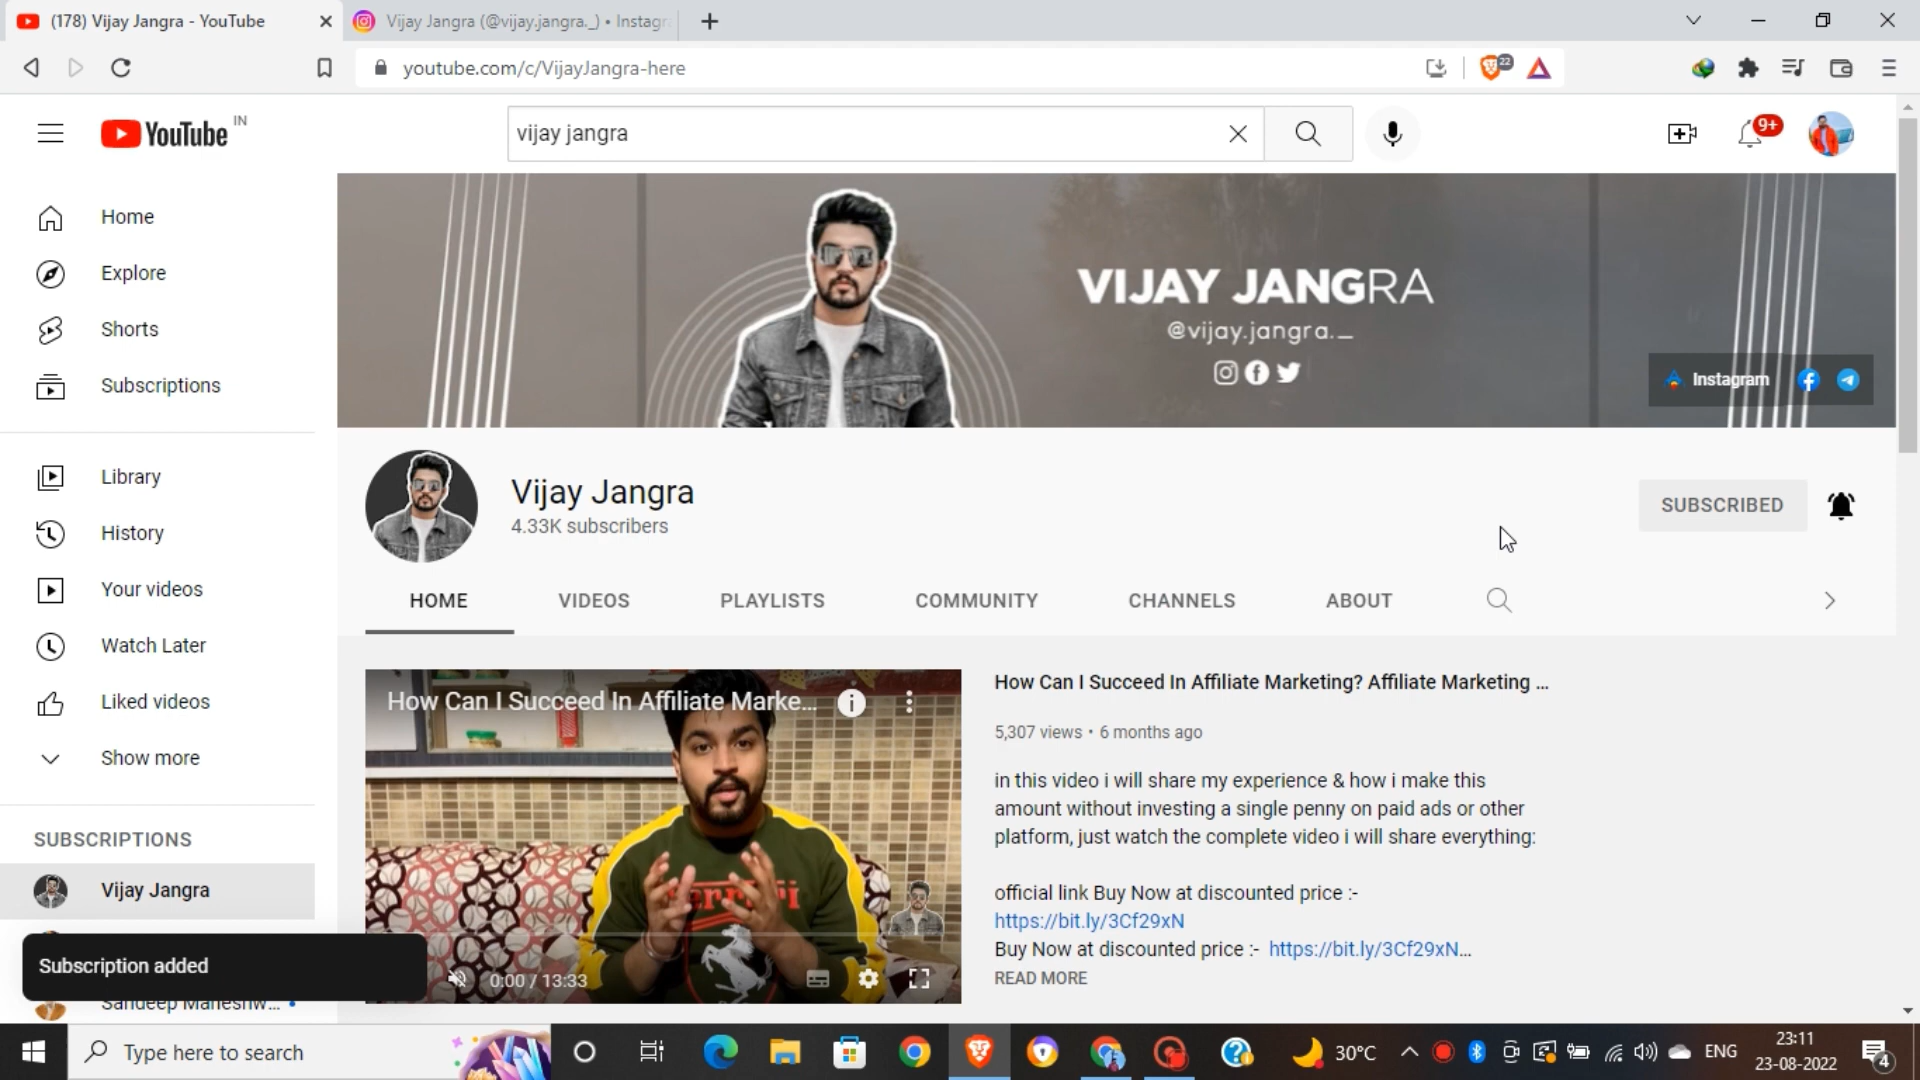 (178) Vijay Jangra - YouTube
Vijay Jangra (@vijay.jangra._) • Instagr
youtube.com/c/VijayJangra-here
22
YouTube IN
vijay jangra
9+
Home
Explore
Shorts
Subscriptions
Library
History
Your videos
Watch Later
Liked videos
Show more
SUBSCRIPTIONS
Vijay Jangra
Subscription added
Sandeep Maheshw...
VIJAY JANGRA
@vijay.jangra._
Instagram
Vijay Jangra
4.33K subscribers
SUBSCRIBED
HOME VIDEOS PLAYLISTS COMMUNITY CHANNELS ABOUT
How Can I Succeed In Affiliate Marke...
0:00 / 13:33
How Can I Succeed In Affiliate Marketing? Affiliate Marketing ...
5,307 views • 6 months ago
in this video i will share my experience & how i make this
amount without investing a single penny on paid ads or other
platform, just watch the complete video i will share everything:
official link Buy Now at discounted price :-
https://bit.ly/3Cf29xN
Buy Now at discounted price :- https://bit.ly/3Cf29xN...
READ MORE
Type here to search
30°C
ENG
23:11
23-08-2022
4